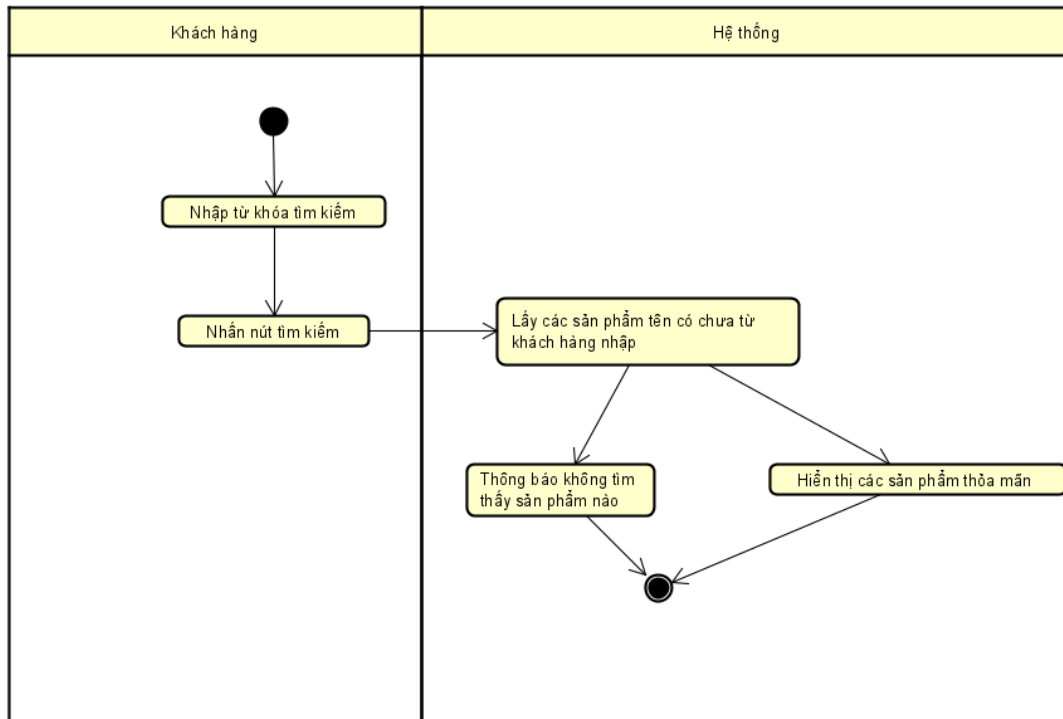 Khách hàng
Hệ thống
Nhập từ khóa tìm kiếm
Nhấn nút tìm kiếm
Lấy các sản phẩm tên có chưa từ
khách hàng nhập
Thông báo không tìm
thấy sản phẩm nào
Hiển thị các sản phẩm thỏa mãn